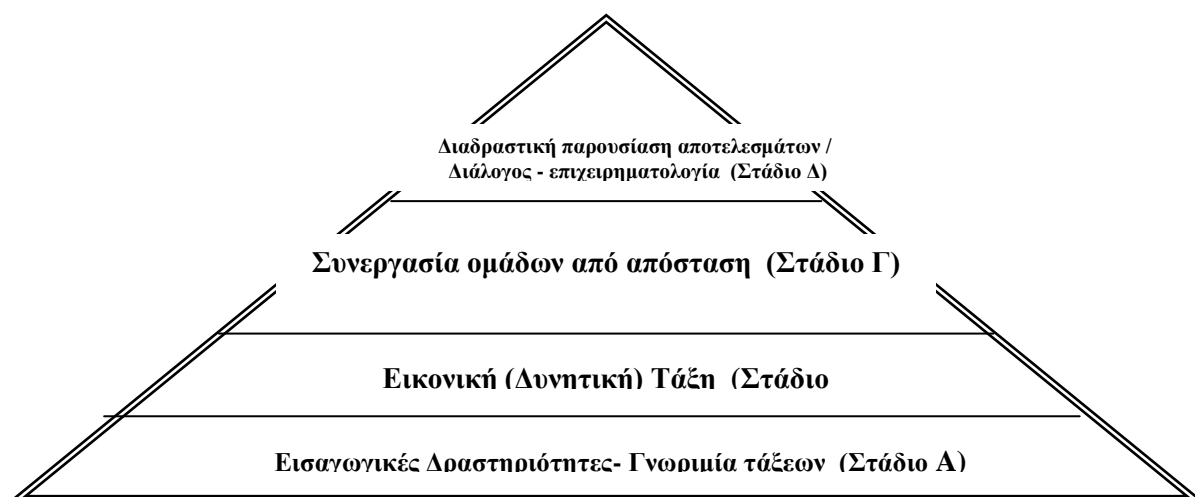 Διαδραστική παρουσίαση αποτελεσμάτων /
Διάλογος - επιχειρηματολογία (Στάδιο Δ)
Συνεργασία ομάδων από απόσταση (Στάδιο Γ)
Εικονική (Δυνητική) Τάξη (Στάδιο
Εισαγωγικές Δραστηριότητες- Γνωριμία τάξεων (Στάδιο Α)